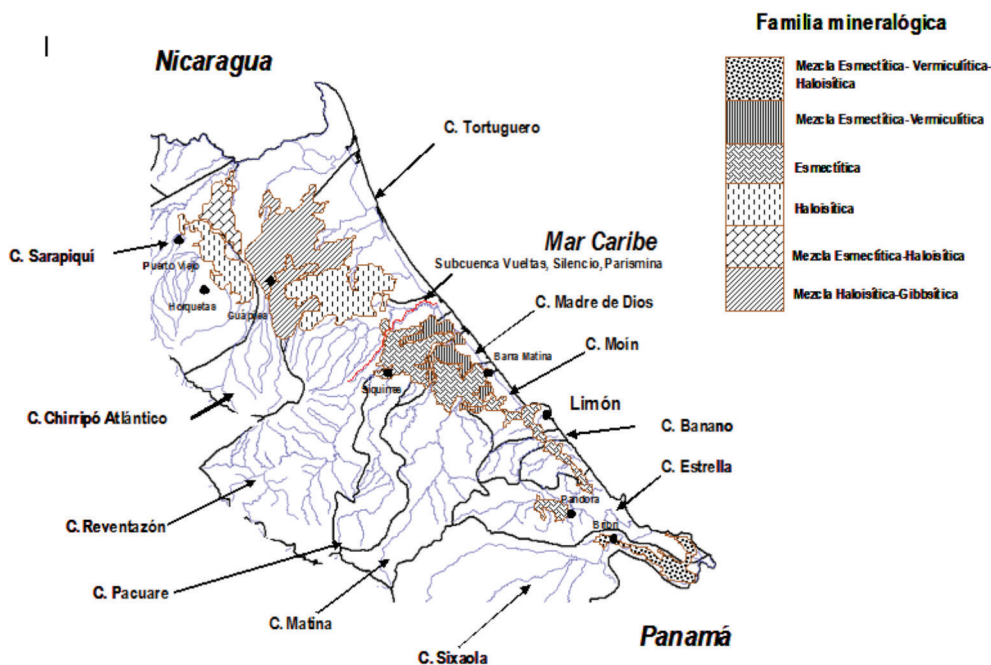 Familia mineralógica
Nicaragua
Mezcla Esmectítica- Vermiculítica-
Haloisítica
Mezcla Esmectítica-Vermiculítica
Esmectítica
Haloisítica
Mezcla Esmectítica-Haloisítica
Mezcla Haloisítica-Gibbsítica
C. Tortuguero
C. Sarapiquí
Puerto Viejo
Horquetas
Guápiles
Mar Caribe
Subcuenca Vueltas, Silencio, Parismina
C. Madre de Dios
Barra Matina
C. Moin
Siquirres
Limón
C. Chirripó Atlántico
C. Banano
C. Estrella
Pandora
Bribri
C. Reventazón
C. Pacuare
C. Matina
C. Sixaola
Panamá